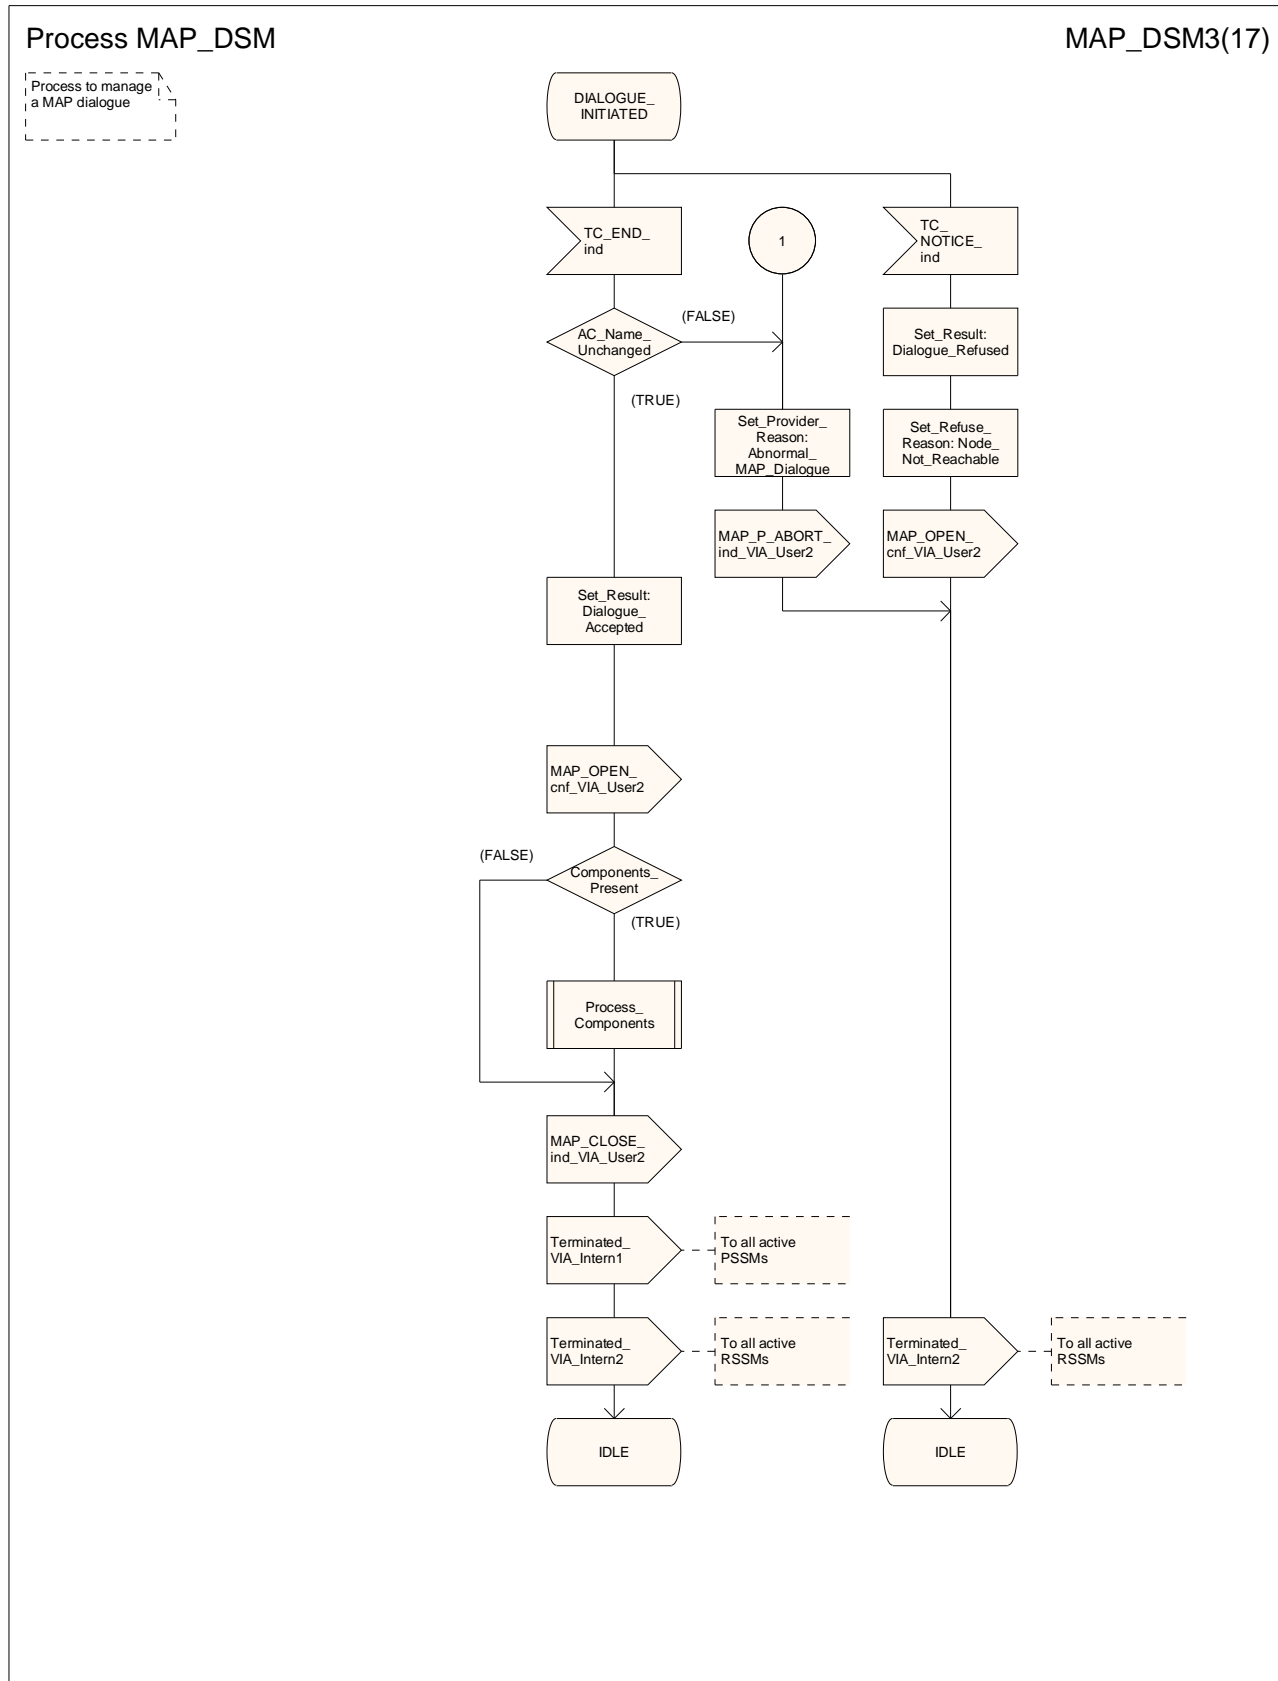 Process MAP_DSM
MAP_DSM3(17)
Process to manage
a MAP dialogue
DIALOGUE_
INITIATED
TC_END_
ind
1
TC_
NOTICE_
ind
AC_Name_
Unchanged
(FALSE)
(TRUE)
Set_Result:
Dialogue_Refused
Set_Provider_
Reason:
Abnormal_
MAP_Dialogue
Set_Refuse_
Reason: Node_
Not_Reachable
MAP_P_ABORT_
ind_VIA_User2
MAP_OPEN_
cnf_VIA_User2
Set_Result:
Dialogue_
Accepted
MAP_OPEN_
cnf_VIA_User2
(FALSE)
Components_
Present
(TRUE)
Process_
Components
MAP_CLOSE_
ind_VIA_User2
Terminated_
VIA_Intern1
To all active
PSSMs
Terminated_
VIA_Intern2
To all active
RSSMs
Terminated_
VIA_Intern2
To all active
RSSMs
IDLE
IDLE